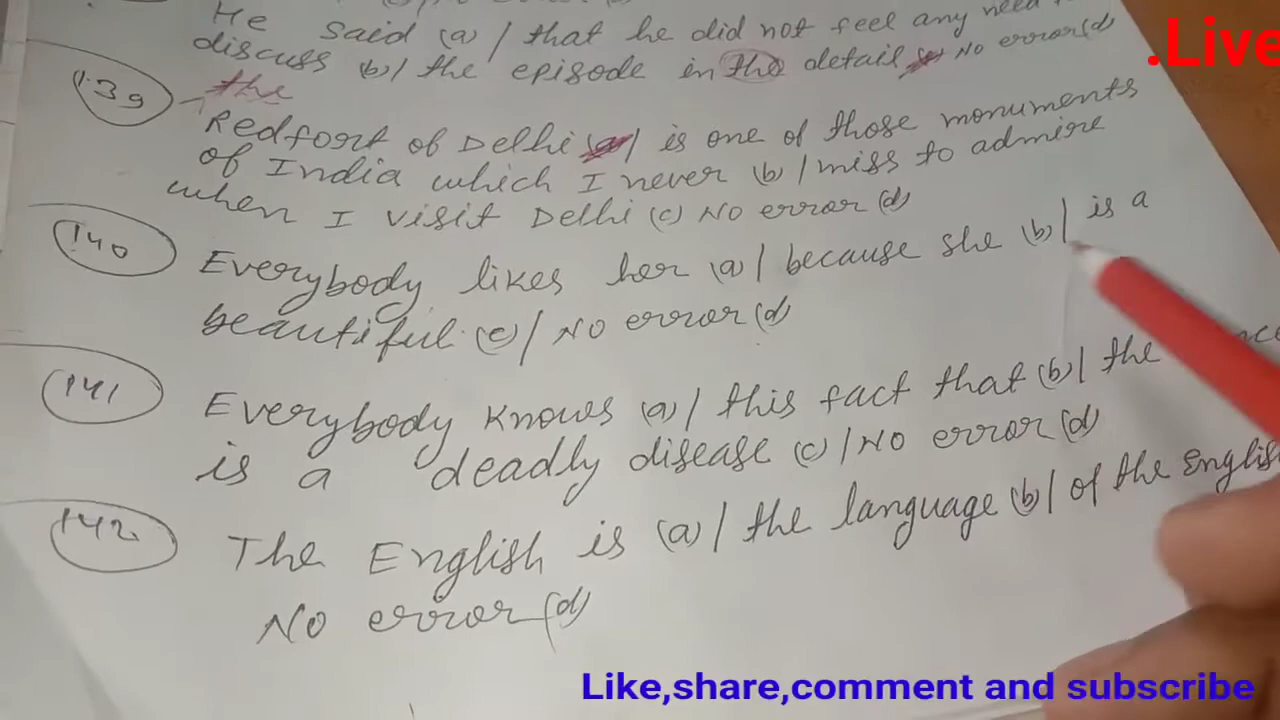 He said (a) / that he did not feel any need
discuss (b)/ the episode in the detail No error(d)
.Live
139
the
Redfort of Delhi (a)/ is one of those monuments
of India which I never (b) / miss to admire
when I visit Delhi (c) No error (d)
140
Everybody likes her (a)/ because she (b)/ is a
beautiful (c)/ No error (d)
141
Everybody knows (a)/ this fact that (b)/ the
is a deadly disease (c)/ No error (d)
142
The English is (a)/ the language (b)/ of the English
No error (d)
Like,share,comment and subscribe